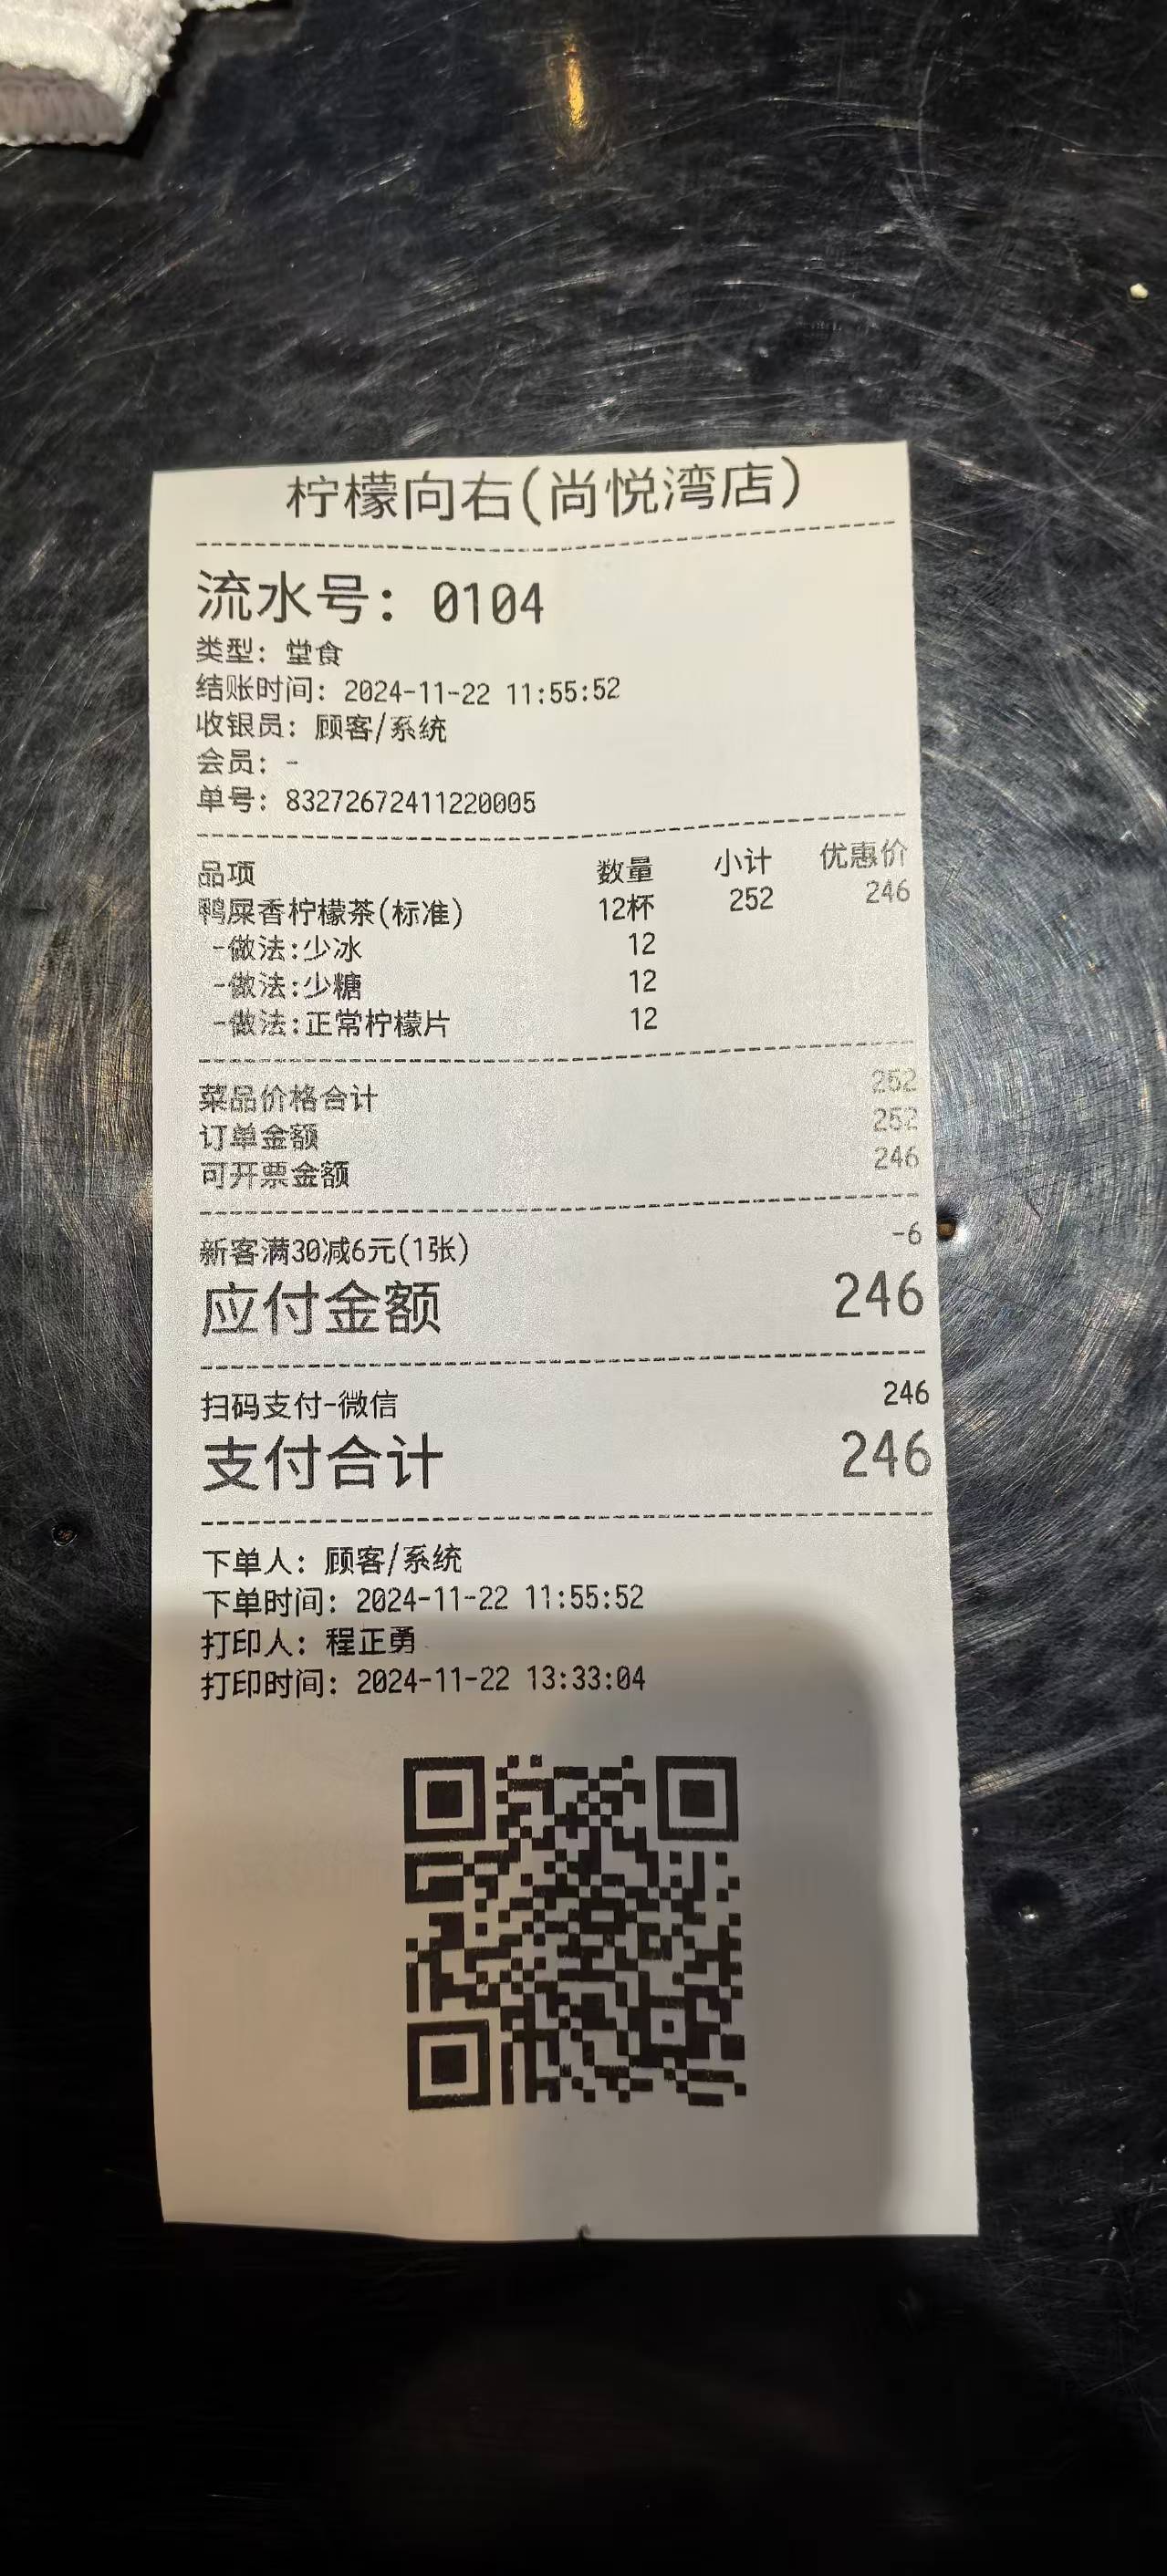 柠檬向右(尚悦湾店)
流水号: 0104
类型: 堂食
结账时间: 2024-11-22 11:55:52
收银员: 顾客/系统
会员: -
单号: 83272672411220005
品项 数量 小计 优惠价
鸭屎香柠檬茶(标准) 12杯 252 246
-做法:少冰 12
-做法:少糖 12
-做法:正常柠檬片 12
菜品价格合计 252
订单金额 252
可开票金额 246
新客满30减6元(1张) -6
应付金额 246
扫码支付-微信 246
支付合计 246
下单人: 顾客/系统
下单时间: 2024-11-22 11:55:52
打印人: 程正勇
打印时间: 2024-11-22 13:33:04